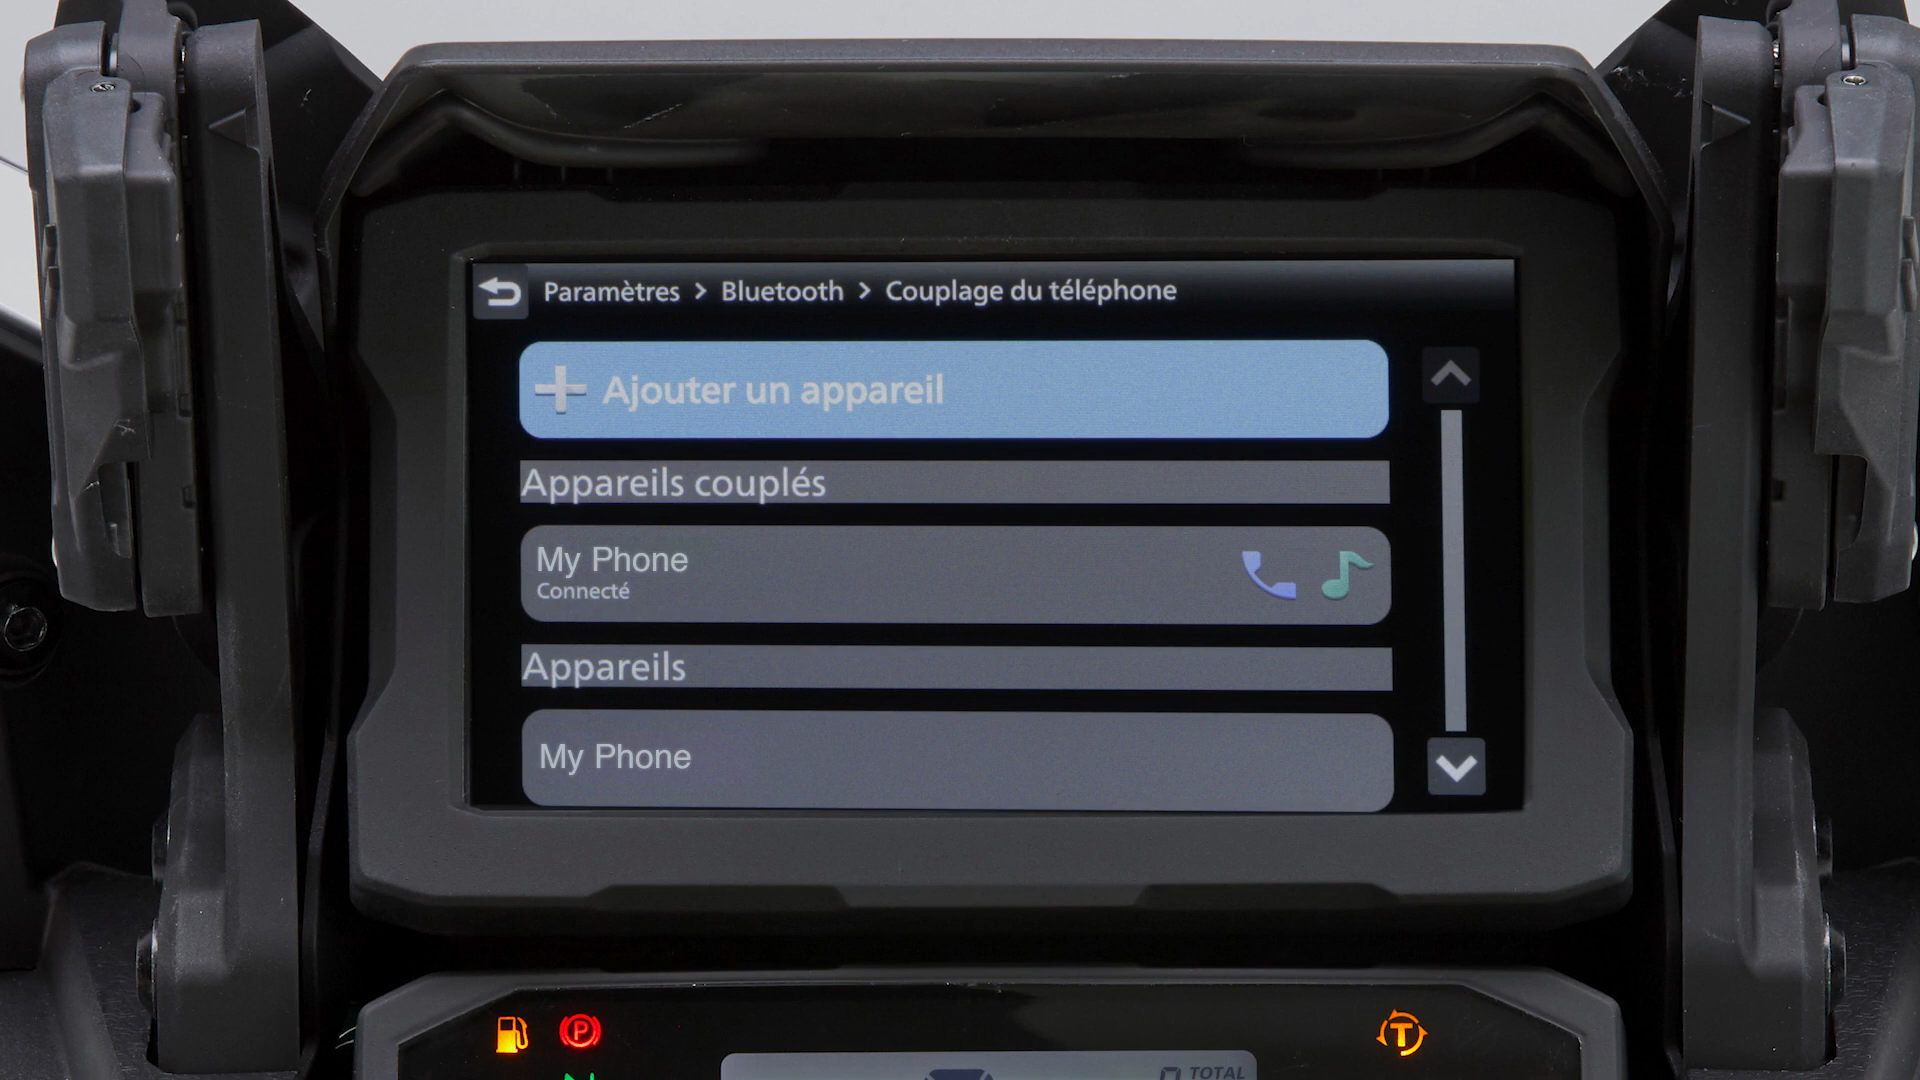 Paramètres > Bluetooth > Couplage du téléphone
Ajouter un appareil
Appareils couplés
My Phone
Connecté
Appareils
My Phone
P
T
TOTAL